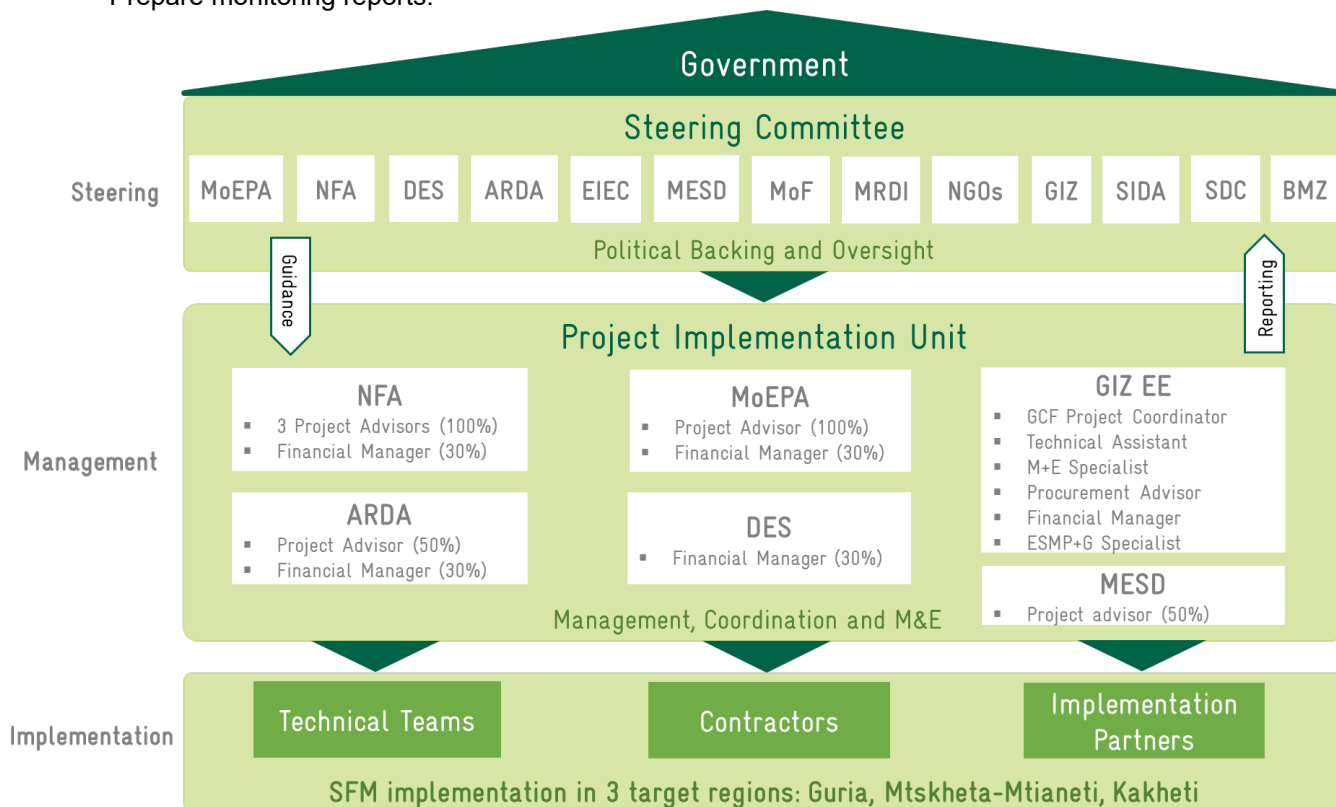 Prepare monitoring reports.
Government
Steering Committee
Steering
MoEPA
NFA
DES
ARDA
EIEC
MESD
MoF
MRDI
NGOs
GIZ
SIDA
SDC
BMZ
Political Backing and Oversight
Guidance
Reporting
Project Implementation Unit
Management
NFA
▪ 3 Project Advisors (100%)
▪ Financial Manager (30%)
ARDA
▪ Project Advisor (50%)
▪ Financial Manager (30%)
MoEPA
▪ Project Advisor (100%)
▪ Financial Manager (30%)
DES
▪ Financial Manager (30%)
GIZ EE
▪ GCF Project Coordinator
▪ Technical Assistant
▪ M+E Specialist
▪ Procurement Advisor
▪ Financial Manager
▪ ESMP+G Specialist
MESD
▪ Project advisor (50%)
Management, Coordination and M&E
Implementation
Technical Teams
Contractors
Implementation
Partners
SFM implementation in 3 target regions: Guria, Mtskheta-Mtianeti, Kakheti